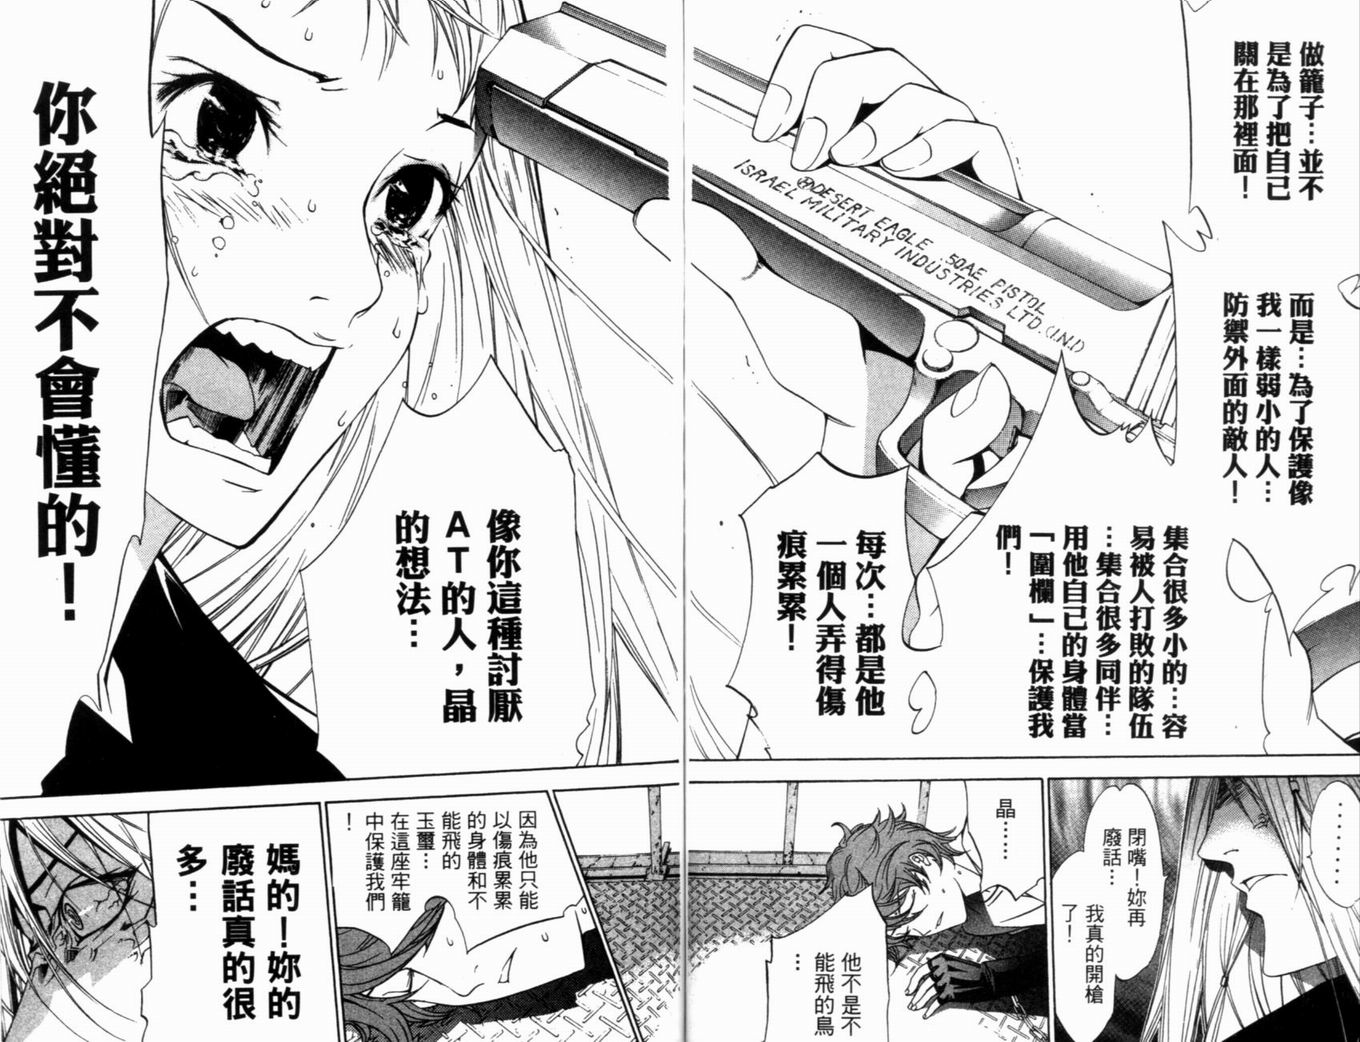 做籠子…並不
是為了把自己
關在那裡面！
而是…為了保護像
我一樣弱小的人…
防禦外面的敵人！
集合很多小的…容
易被人打敗的隊伍
…集合很多同伴…
用他自己的身體當
「圍欄」…保護我
們！
每次…都是他
一個人弄得傷
痕累累！
DESERT EAGLE .50AE PISTOL
ISRAEL MILITARY INDUSTRIES LTD.(I.N.I)
像你這種討厭
AT的人，晶
的想法…
你絕對不會懂的！
……
閉嘴！妳再
廢話…
我真的開槍
了！
晶……
他不是不
能飛的鳥
…
因為他只能
以傷痕累累
的身體和不
能飛的
玉璽…
在這座牢籠
中保護我們
！
媽的！妳的
廢話真的很
多…